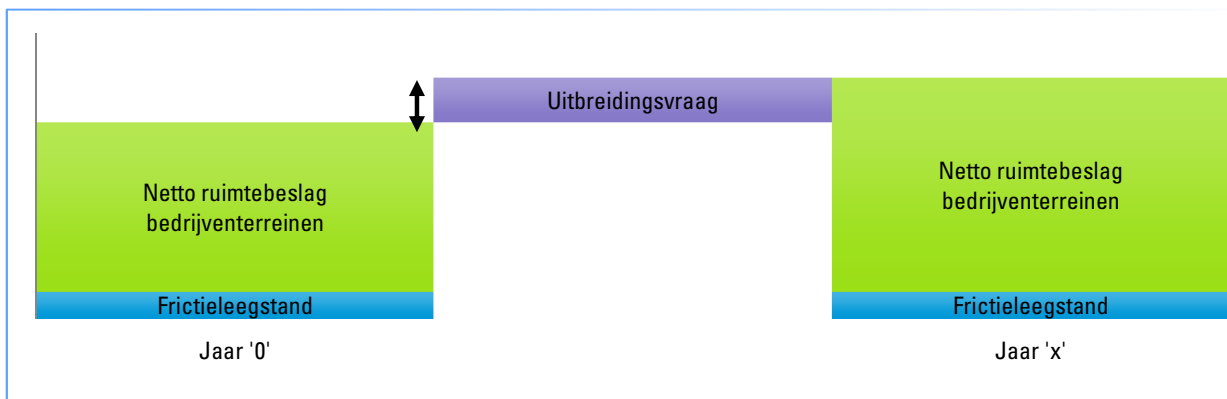 Uitbreidingsvraag
Netto ruimtebeslag
bedrijventerreinen
Netto ruimtebeslag
bedrijventerreinen
Frictieleegstand
Frictieleegstand
Jaar '0'
Jaar 'x'